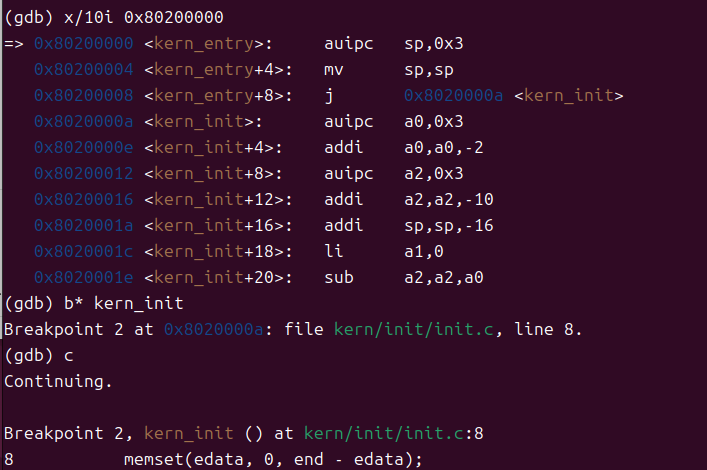 (gdb) x/10i 0x80200000
=> 0x80200000 <kern_entry>: auipc sp,0x3
0x80200004 <kern_entry+4>: mv sp,sp
0x80200008 <kern_entry+8>: j 0x8020000a <kern_init>
0x8020000a <kern_init>: auipc a0,0x3
0x8020000e <kern_init+4>: addi a0,a0,-2
0x80200012 <kern_init+8>: auipc a2,0x3
0x80200016 <kern_init+12>: addi a2,a2,-10
0x8020001a <kern_init+16>: addi sp,sp,-16
0x8020001c <kern_init+18>: li a1,0
0x8020001e <kern_init+20>: sub a2,a2,a0
(gdb) b* kern_init
Breakpoint 2 at 0x8020000a: file kern/init/init.c, line 8.
(gdb) c
Continuing.
Breakpoint 2, kern_init () at kern/init/init.c:8
8 memset(edata, 0, end - edata);